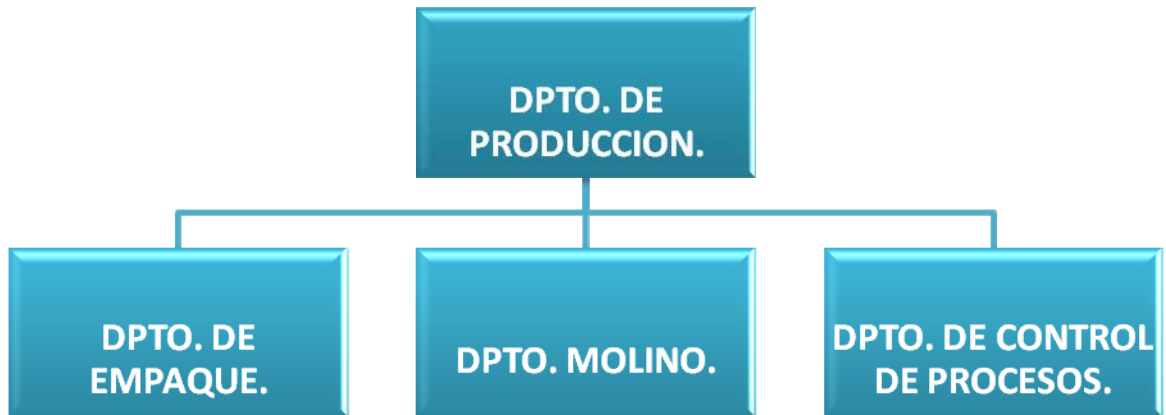 DPTO. DE
PRODUCCION.
DPTO. DE
EMPAQUE.
DPTO. MOLINO.
DPTO. DE CONTROL
DE PROCESOS.